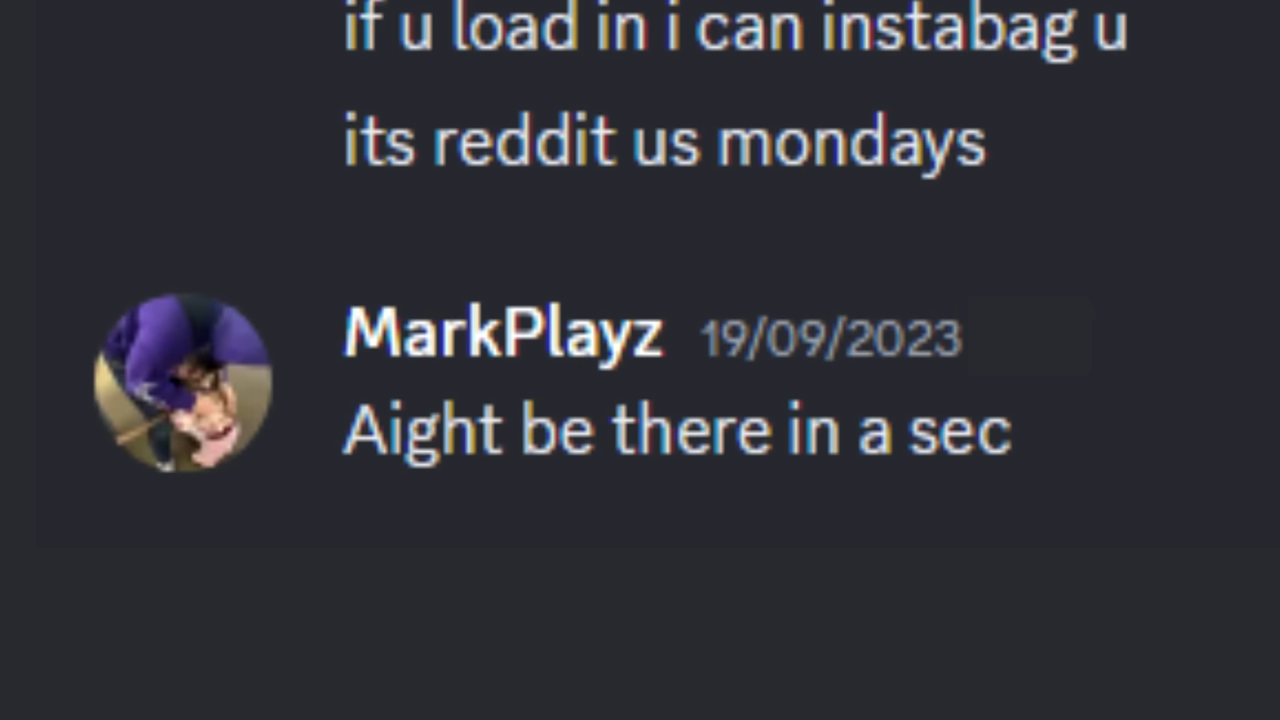 if u load in i can instabag u
its reddit us mondays
MarkPlayz 19/09/2023
Aight be there in a sec